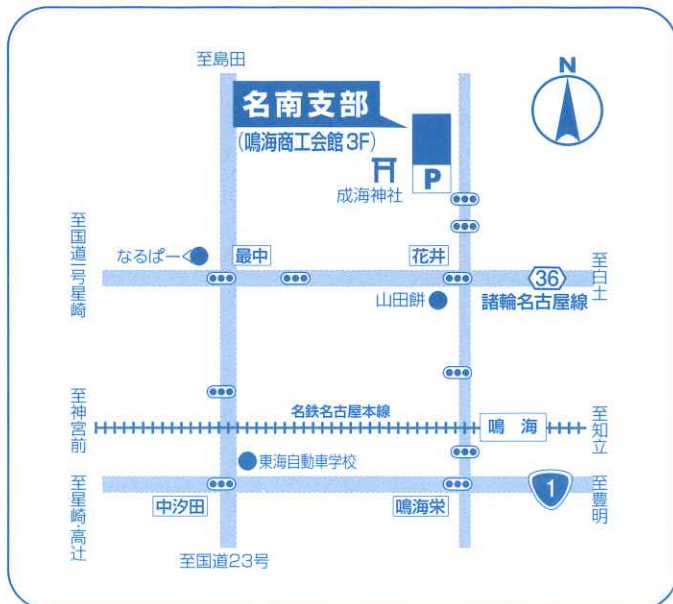 至島田
N
名南支部
(鳴海商工会館3F)
P
成海神社
至国道一号星崎
なるぱーく
最中
花井
至白土
36
山田餅
諸輪名古屋線
至神宮前
名鉄名古屋本線
鳴海
至知立
東海自動車学校
至星崎・高辻
中汐田
鳴海栄
1
至豊明
至国道23号